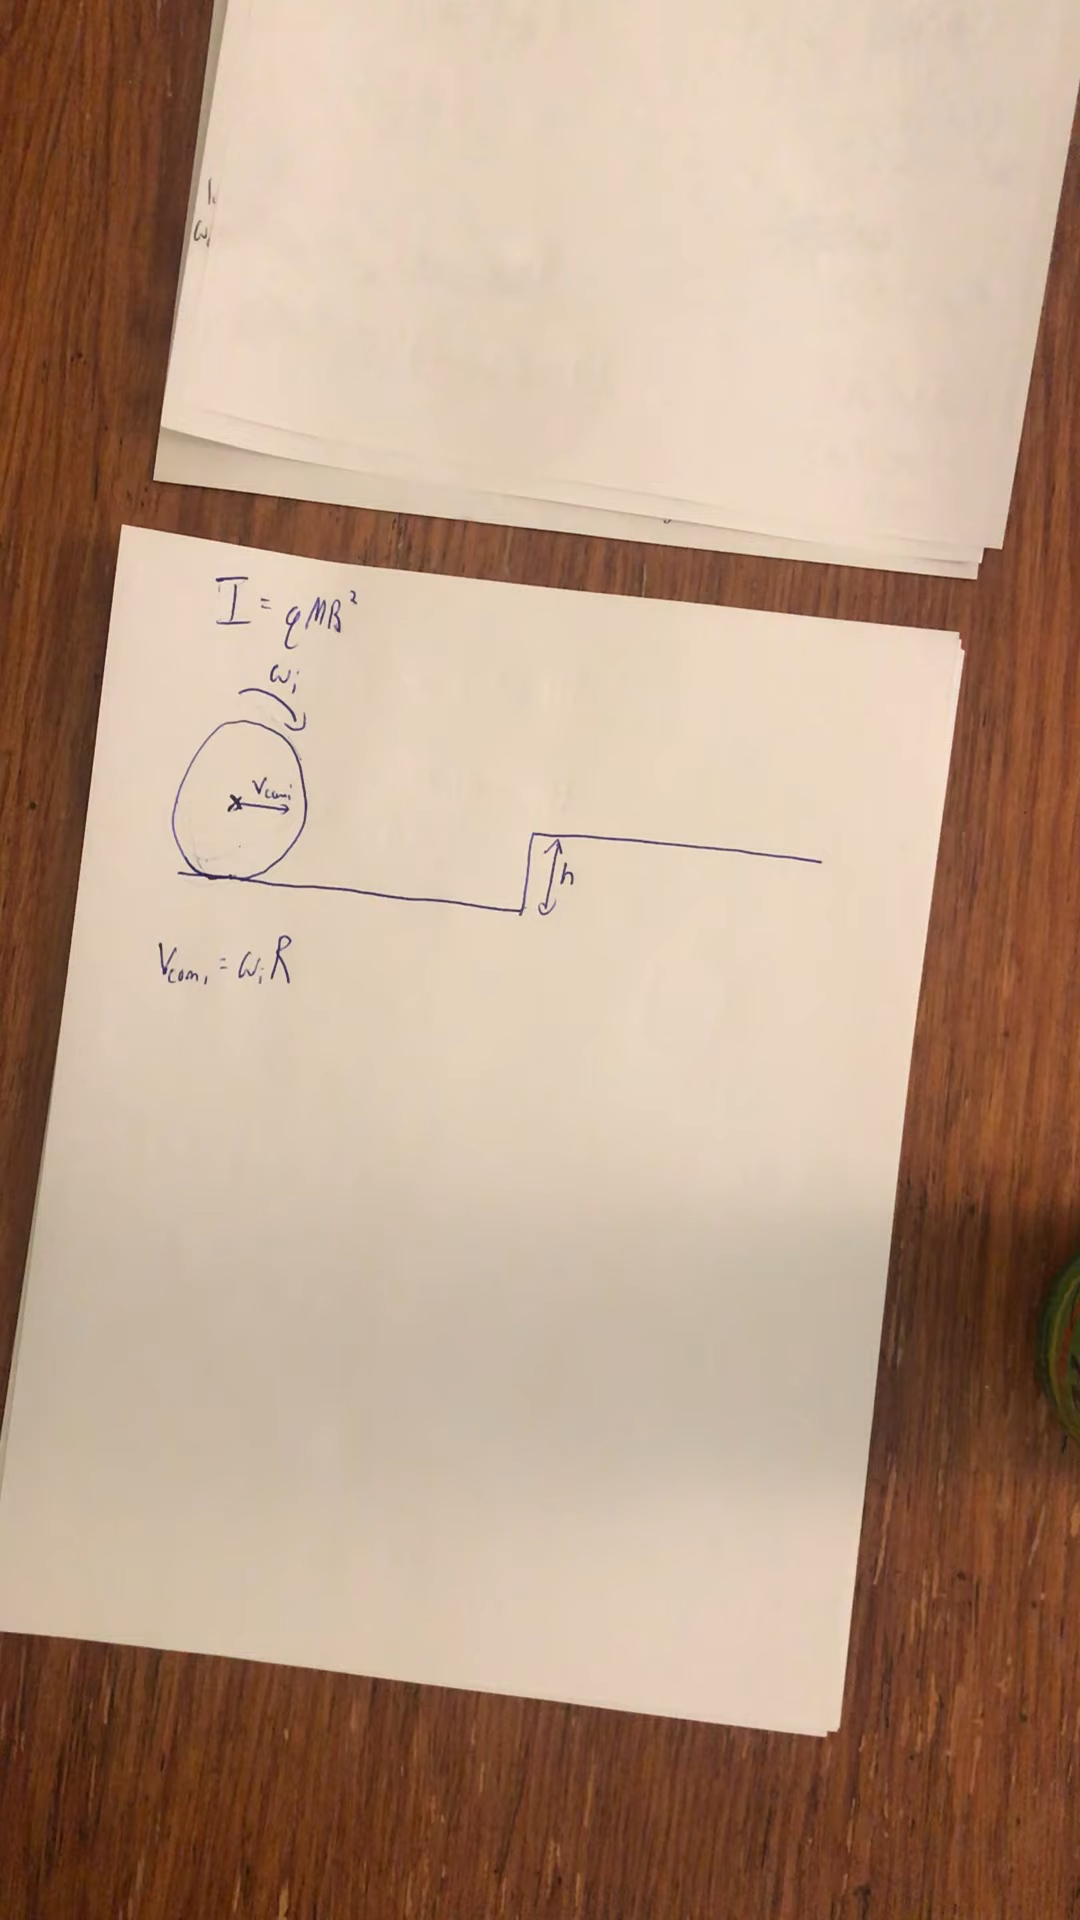 I = qMR²
ωi
Vcomi
h
Vcomi = ωiR